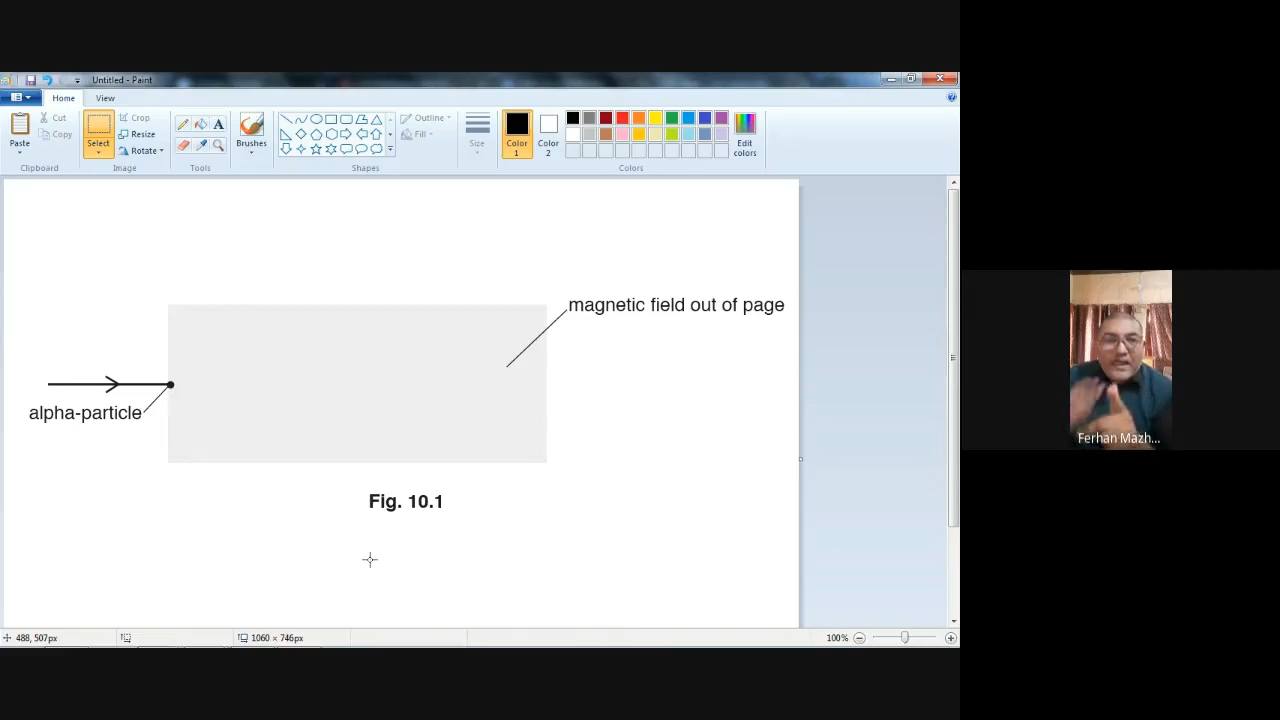 Untitled - Paint
Home
View
Paste
Cut
Copy
Clipboard
Select
Crop
Resize
Rotate
Image
A
Tools
Brushes
Shapes
Outline
Fill
Size
Color 1
Color 2
Edit colors
Colors
magnetic field out of page
alpha-particle
Fig. 10.1
Ferhan Mazh...
488, 507px
1060 × 746px
100%